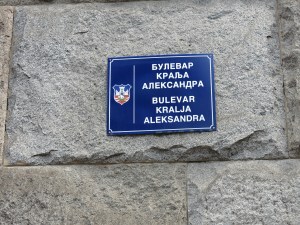 БУЛЕВАР
КРАЉА
АЛЕКСАНДРА
BULEVAR
KRALJA
ALEKSANDRA